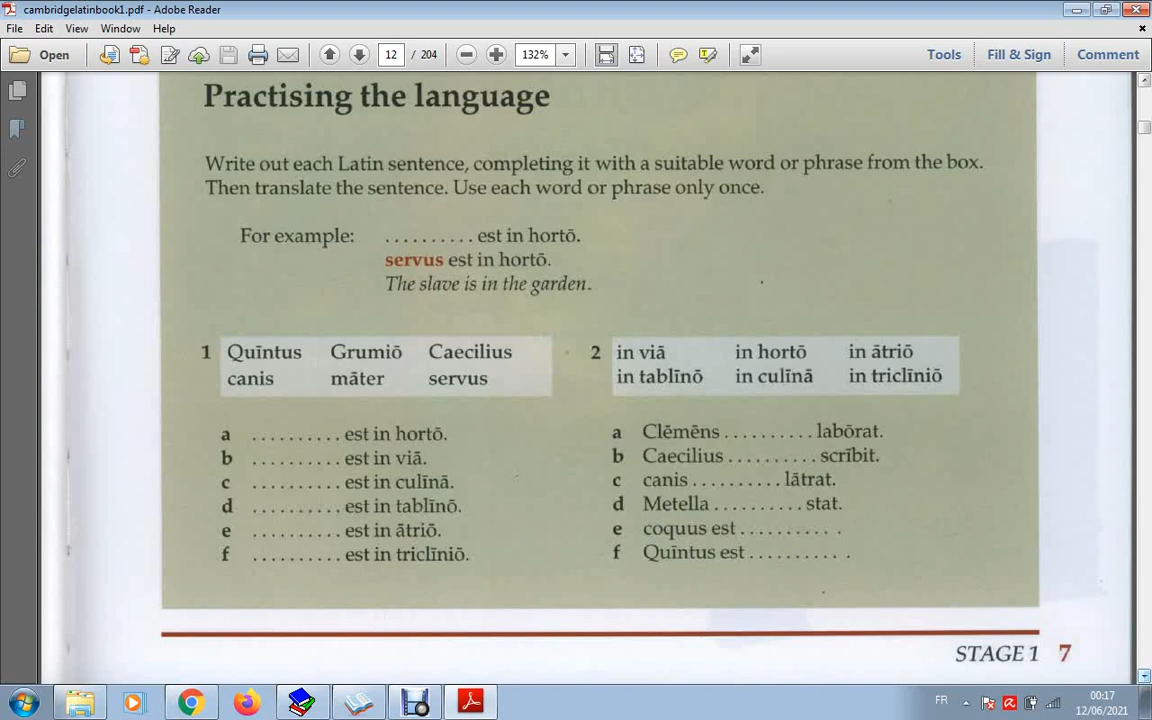 cambridgelatinbook1.pdf - Adobe Reader
File Edit View Window Help
Open 12 / 204 132% Tools Fill & Sign Comment
Practising the language
Write out each Latin sentence, completing it with a suitable word or phrase from the box.
Then translate the sentence. Use each word or phrase only once.
For example: . . . . . . . . . . est in hortō.
servus est in hortō.
The slave is in the garden.
1 Quīntus Grumiō Caecilius
canis māter servus
a . . . . . . . . . . est in hortō.
b . . . . . . . . . . est in viā.
c . . . . . . . . . . est in culīnā.
d . . . . . . . . . . est in tablīnō.
e . . . . . . . . . . est in ātriō.
f . . . . . . . . . . est in triclīniō.
2 in viā in hortō in ātriō
in tablīnō in culīnā in triclīniō
a Clēmēns . . . . . . . . . . labōrat.
b Caecilius . . . . . . . . . . scrībit.
c canis . . . . . . . . . . lātrat.
d Metella . . . . . . . . . . stat.
e coquus est . . . . . . . . . . .
f Quīntus est . . . . . . . . . . .
STAGE 1 7
FR 00:17
12/06/2021